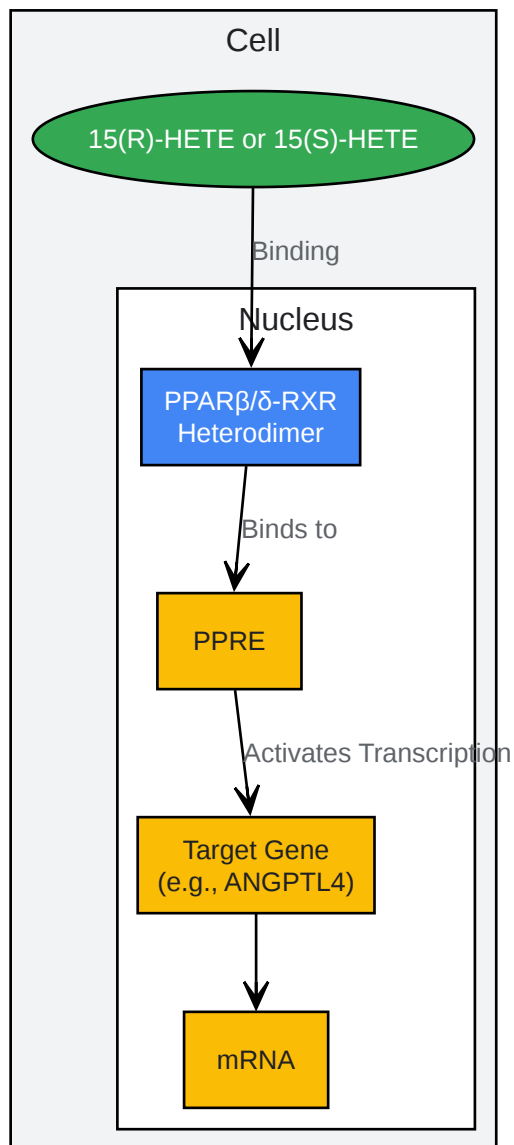 Cell
15(R)-HETE or 15(S)-HETE
Binding
Nucleus
PPARβ/δ-RXR
Heterodimer
Binds to
PPRE
Activates Transcription
Target Gene
(e.g., ANGPTL4)
mRNA